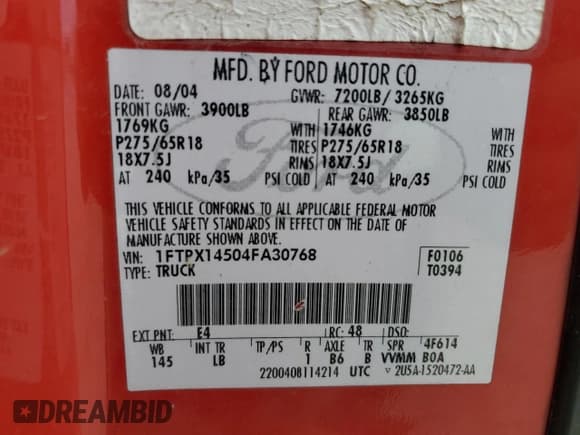 MFD. BY FORD MOTOR CO.
DATE: 08/04 GVWR: 7200LB / 3265KG
FRONT GAWR: 3900LB REAR GAWR: 3850LB
1769KG WITH 1746KG WITH
P275/65R18 TIRES P275/65R18 TIRES
18X7.5J RIMS 18X7.5J RIMS
AT 240 kPa/35 PSI COLD AT 240 kPa/35 PSI COLD
Ford
THIS VEHICLE CONFORMS TO ALL APPLICABLE FEDERAL MOTOR
VEHICLE SAFETY STANDARDS IN EFFECT ON THE DATE OF
MANUFACTURE SHOWN ABOVE.
VIN: 1FTPX14504FA30768 F0106
TYPE: TRUCK T0394
EXT PNT: E4 RC: 48 DSO:
WB INT TR TP/PS R AXLE TR SPR 4F614
145 LB 1 B6 B VVMM BOA
2200408114214 UTC 2U5A-1520472-AA
DREAMBID